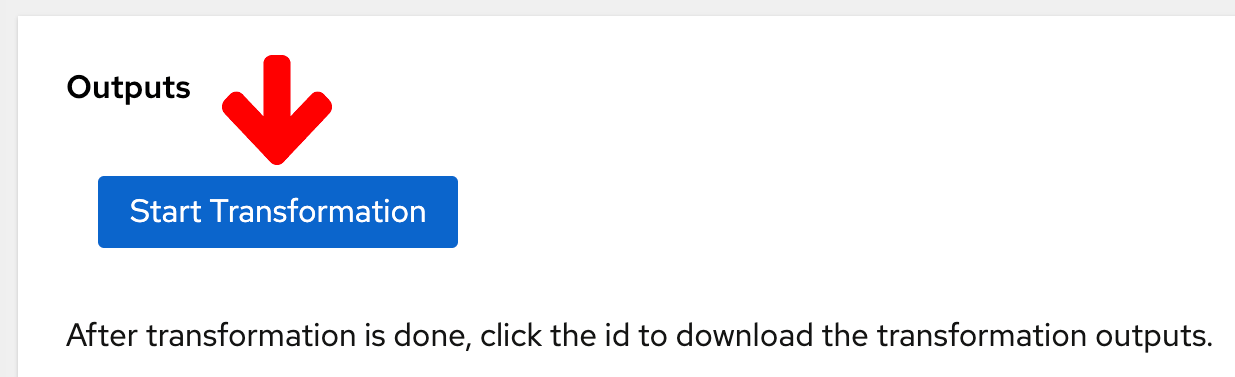 Outputs
Start Transformation
After transformation is done, click the id to download the transformation outputs.